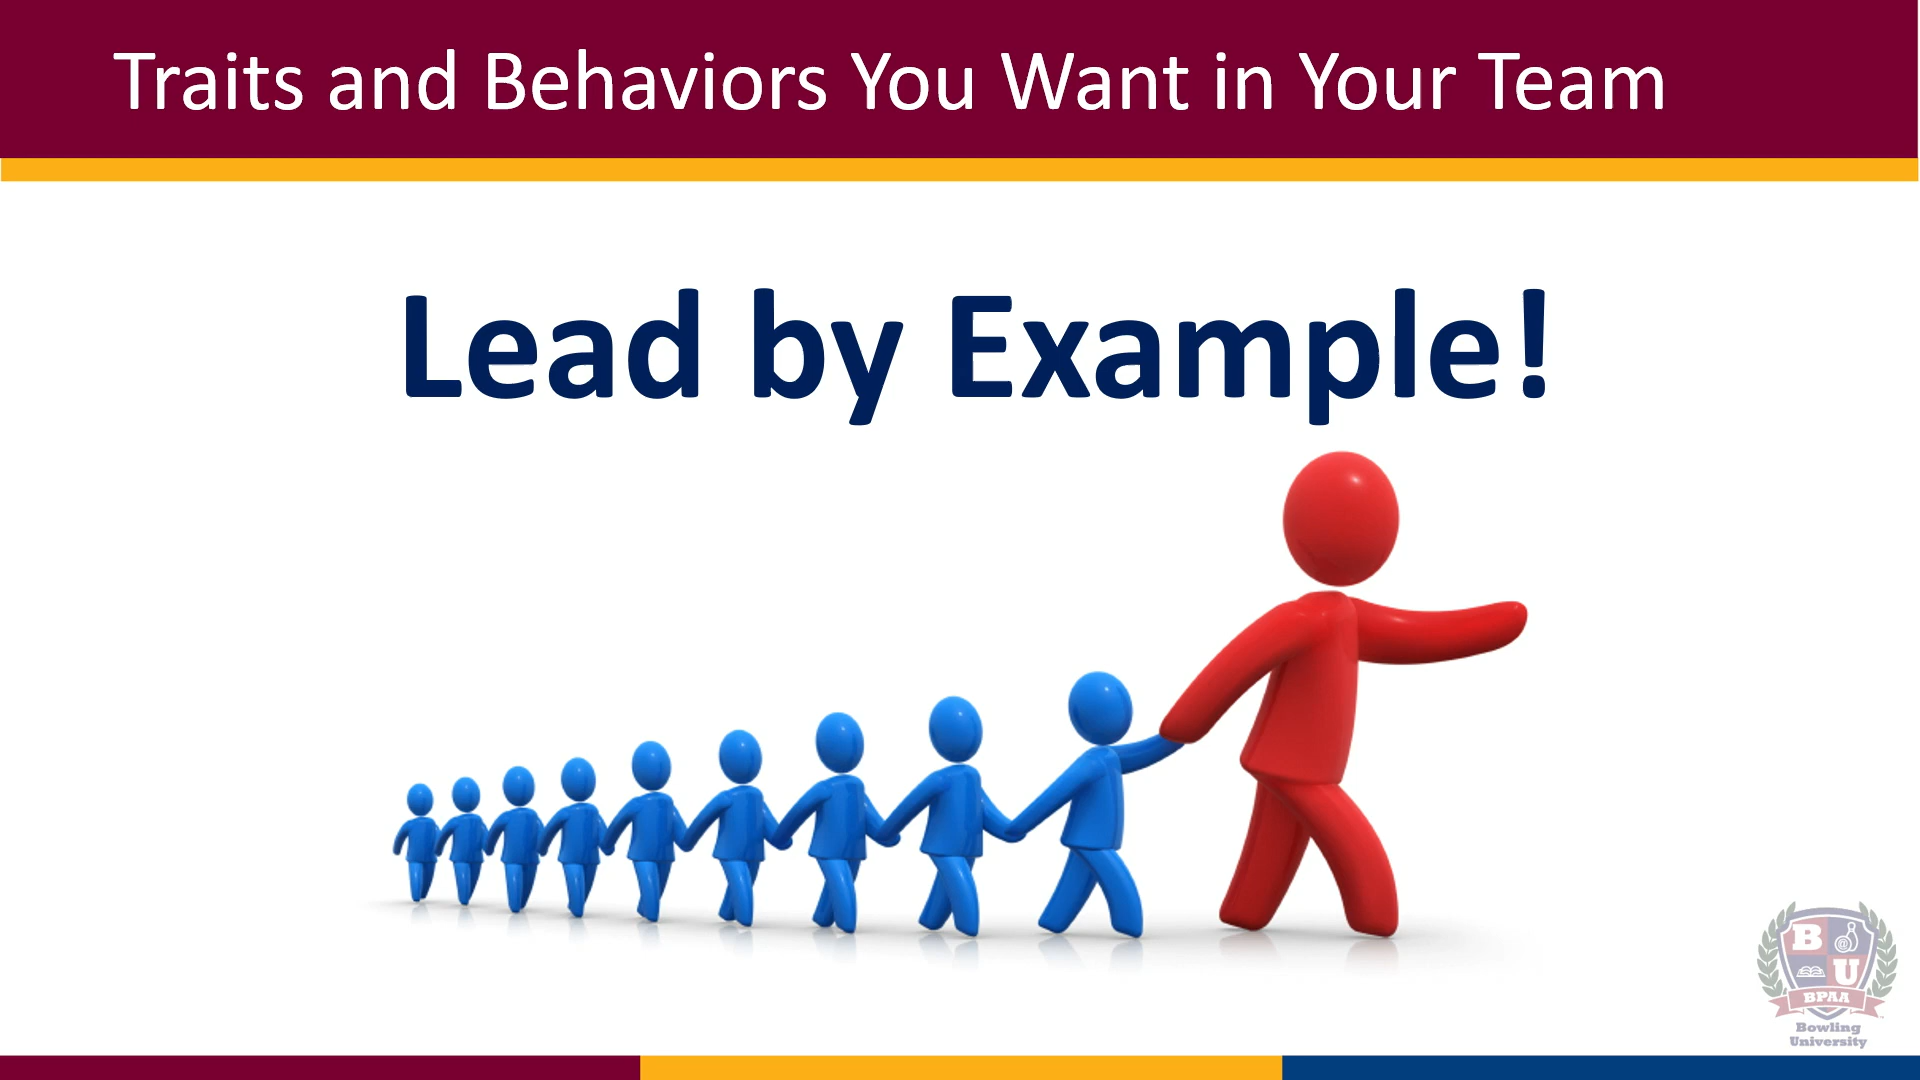 Traits and Behaviors You Want in Your Team
Lead by Example!
B
U
BPAA
Bowling
University